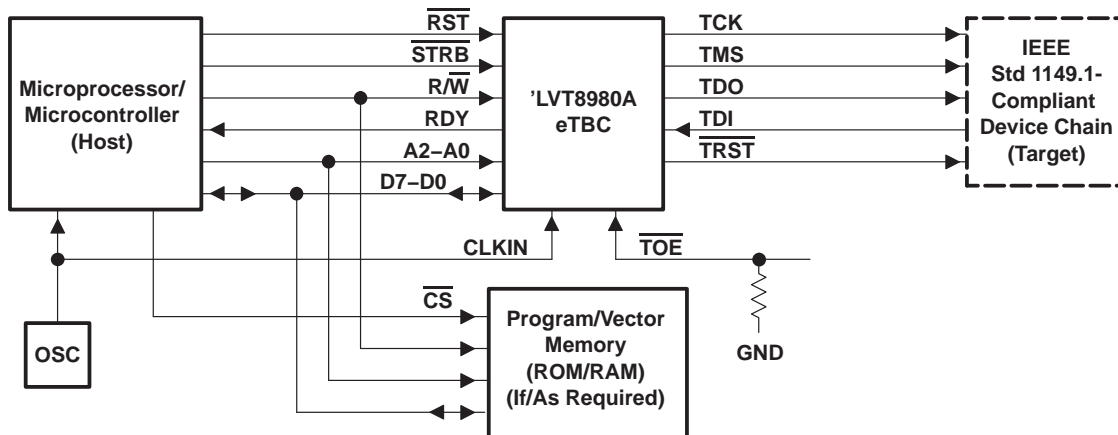 RST
STRB
R/W
RDY
A2–A0
D7–D0
Microprocessor/
Microcontroller
(Host)
'LVT8980A
eTBC
TCK
TMS
TDO
TDI
TRST
IEEE
Std 1149.1-
Compliant
Device Chain
(Target)
CLKIN
TOE
CS
OSC
Program/Vector
Memory
(ROM/RAM)
(If/As Required)
GND